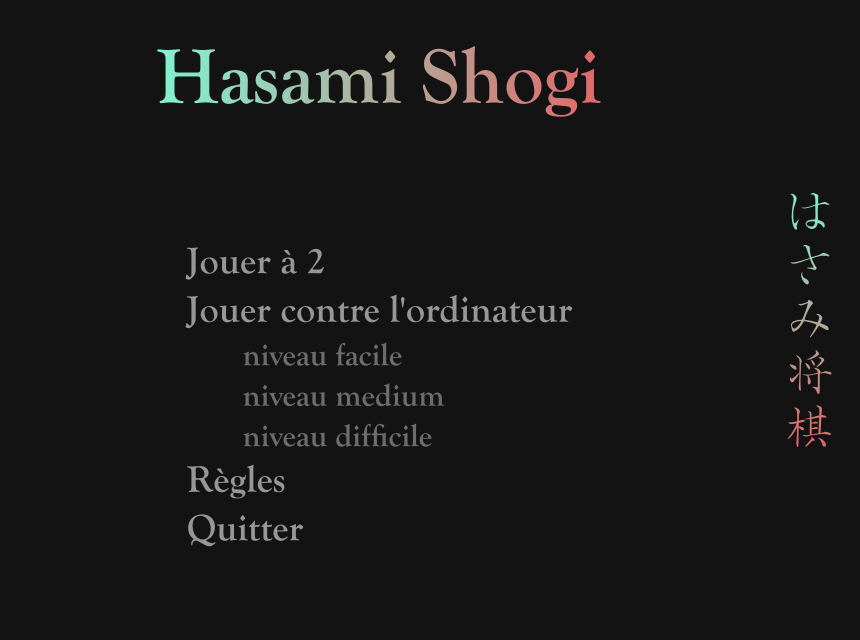 Hasami Shogi
はさみ将棋
Jouer à 2
Jouer contre l'ordinateur
niveau facile
niveau medium
niveau difficile
Règles
Quitter